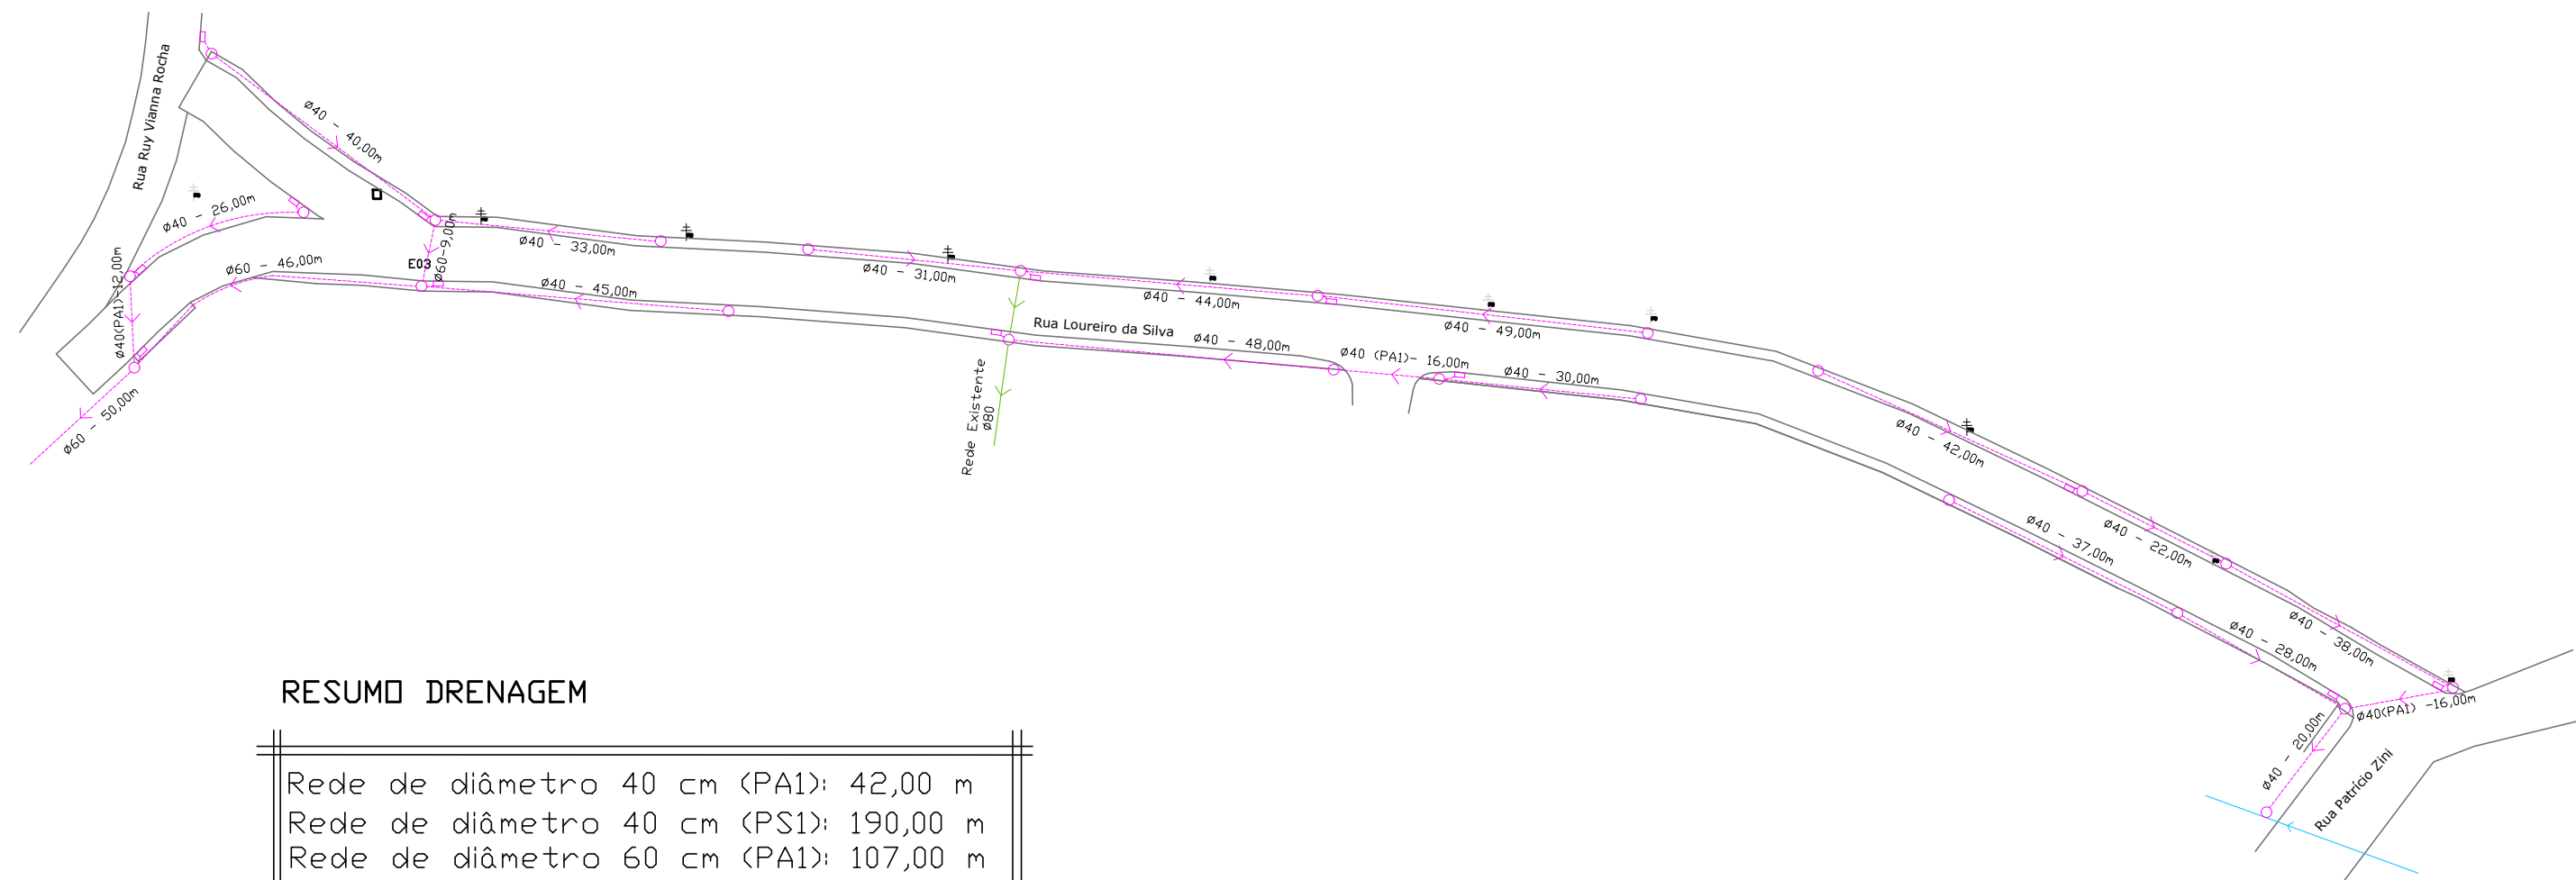 Rua Ruy Vianna Rocha
ø40 - 40,00m
ø40 - 26,00m
ø40(PA1)-12,00m
ø60 - 46,00m
ø60 - 50,00m
E03
ø60-9,00m
ø40 - 33,00m
ø40 - 45,00m
ø40 - 31,00m
Rede Existente
ø80
ø40 - 44,00m
Rua Loureiro da Silva
ø40 - 48,00m
ø40 (PA1)- 16,00m
ø40 - 49,00m
ø40 - 30,00m
ø40 - 42,00m
ø40 - 22,00m
ø40 - 37,00m
ø40 - 38,00m
ø40 - 28,00m
ø40(PA1) -16,00m
ø40 - 20,00m
Rua Patrício Zini
RESUMO DRENAGEM
Rede de diâmetro 40 cm (PA1): 42,00 m
Rede de diâmetro 40 cm (PS1): 190,00 m
Rede de diâmetro 60 cm (PA1): 107,00 m